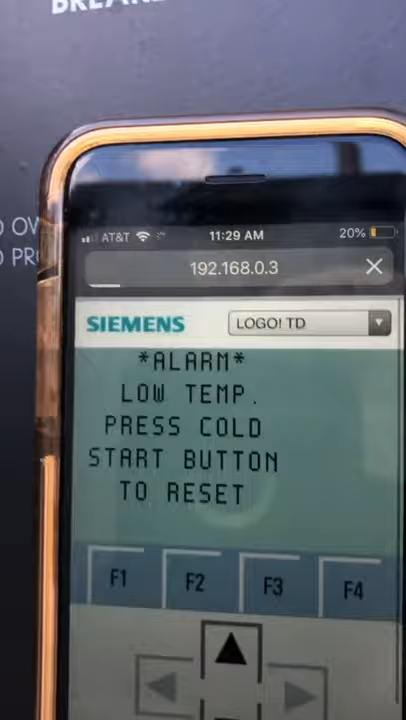 AT&T 11:29 AM 20%
192.168.0.3
SIEMENS LOGO! TD
*ALARM*
LOW TEMP.
PRESS COLD
START BUTTON
TO RESET
F1 F2 F3 F4